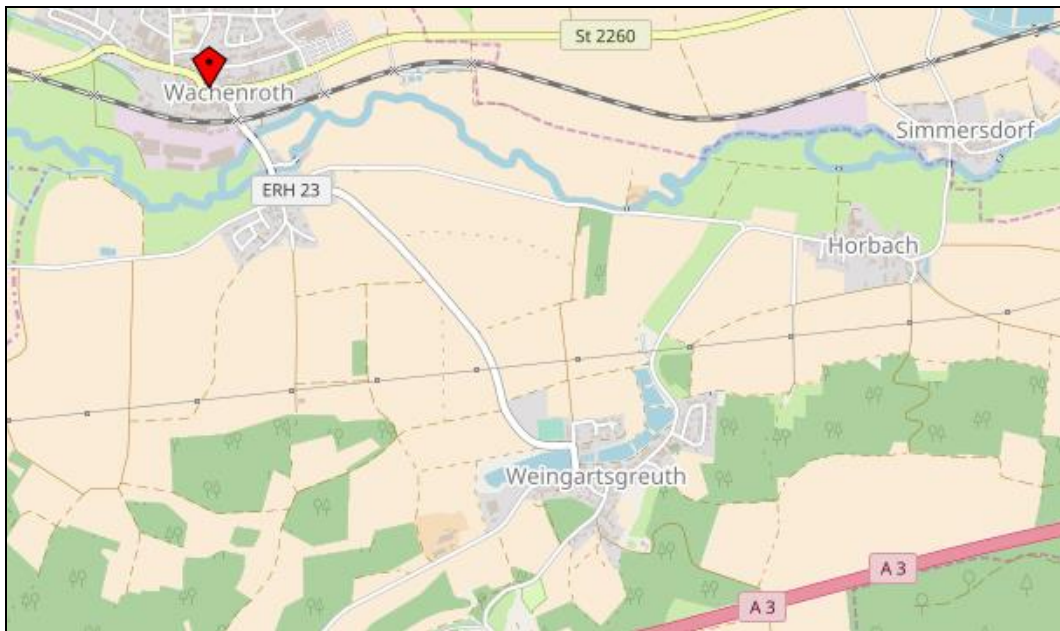 St 2260
Wachenroth
Simmersdorf
ERH 23
Horbach
Weingartsgreuth
A 3
A 3